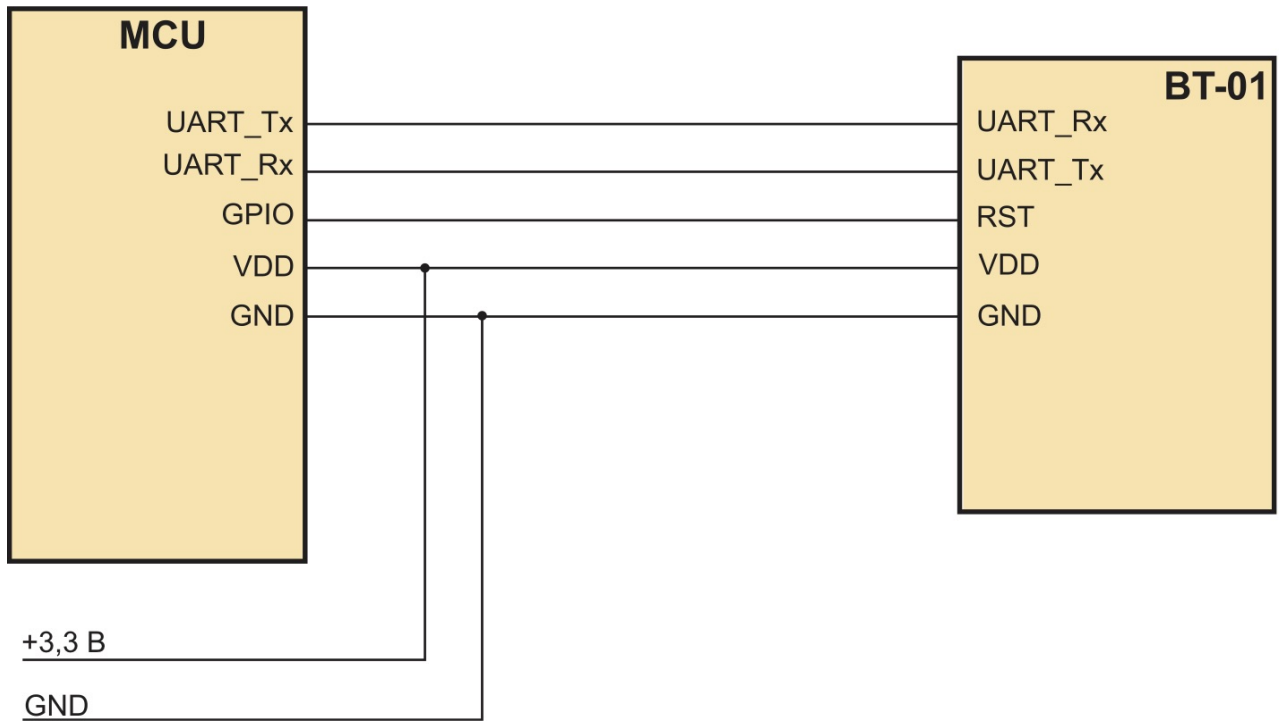 MCU
UART_Tx
UART_Rx
GPIO
VDD
GND
BT-01
UART_Rx
UART_Tx
RST
VDD
GND
+3,3 В
GND